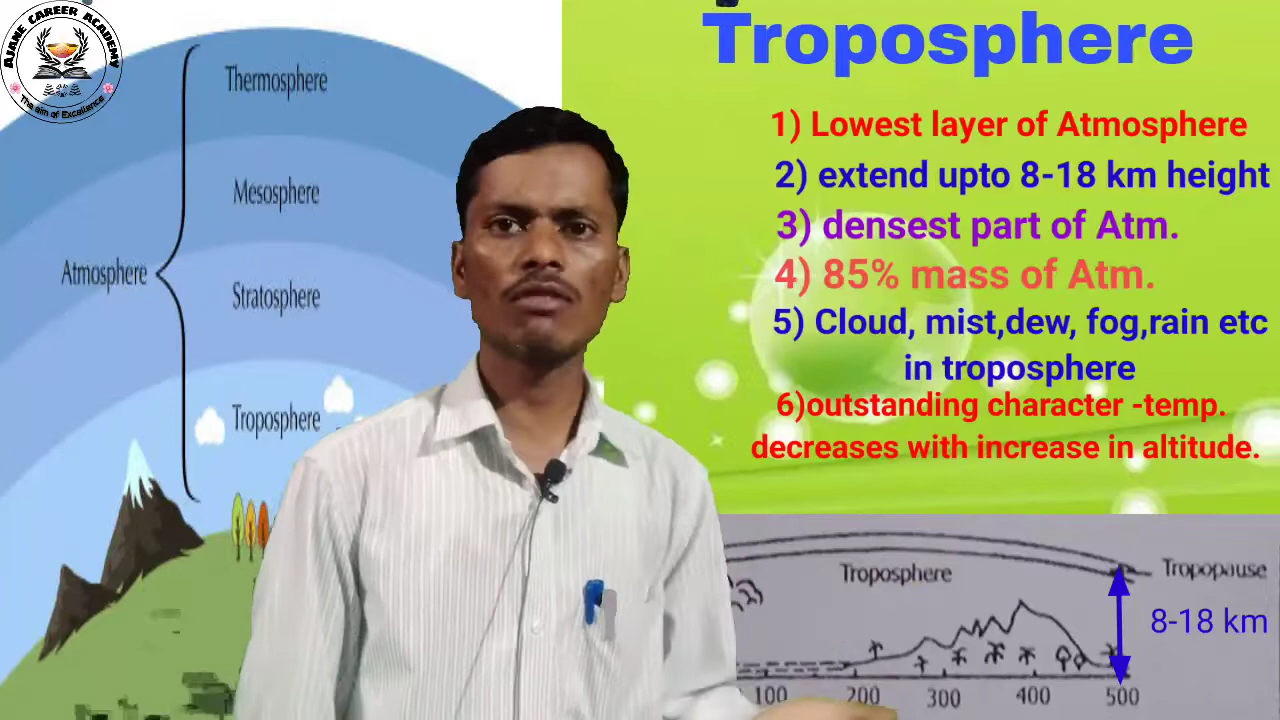 AJANE CAREER ACADEMY
The aim of Excellence
Thermosphere
Mesosphere
Atmosphere
Stratosphere
Troposphere
Troposphere
1) Lowest layer of Atmosphere
2) extend upto 8-18 km height
3) densest part of Atm.
4) 85% mass of Atm.
5) Cloud, mist,dew, fog,rain etc
in troposphere
6)outstanding character -temp.
decreases with increase in altitude.
Troposphere
Tropopause
8-18 km
100 200 300 400 500